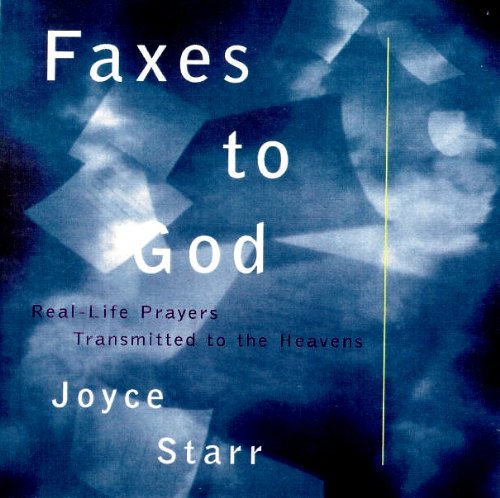 Faxes
to
God
Real-Life Prayers
Transmitted to the Heavens
Joyce
Starr